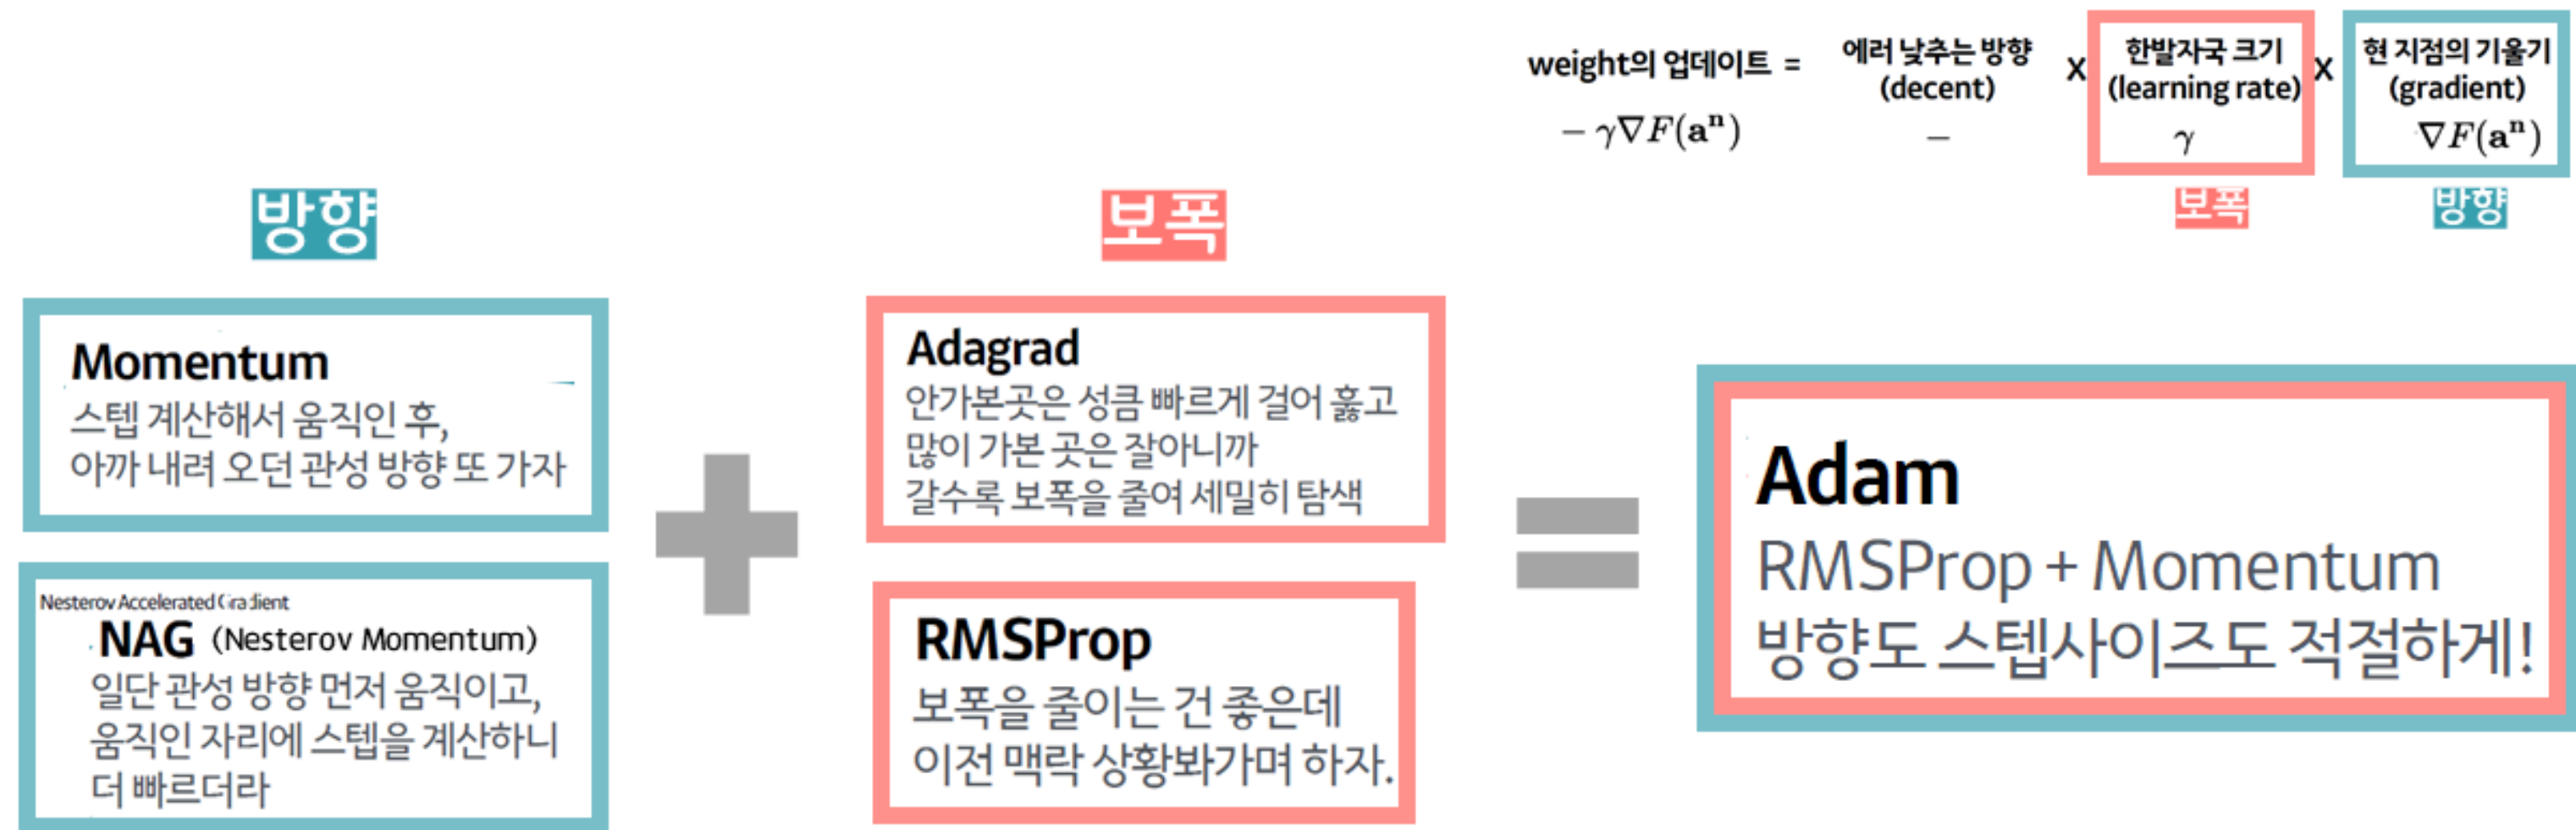 weight의 업데이트 = 에러 낮추는 방향 X 한발자국 크기 X 현 지점의 기울기
(decent) (learning rate) (gradient)
− γ∇F(aⁿ) − γ ∇F(aⁿ)
보폭 방향
방향
Momentum
스텝 계산해서 움직인 후,
아까 내려 오던 관성 방향 또 가자
Nesterov Accelerated Gradient
NAG (Nesterov Momentum)
일단 관성 방향 먼저 움직이고,
움직인 자리에 스텝을 계산하니
더 빠르더라
보폭
Adagrad
안가본곳은 성큼 빠르게 걸어 훑고
많이 가본 곳은 잘아니까
갈수록 보폭을 줄여 세밀히 탐색
RMSProp
보폭을 줄이는 건 좋은데
이전 맥락 상황봐가며 하자.
Adam
RMSProp + Momentum
방향도 스텝사이즈도 적절하게!